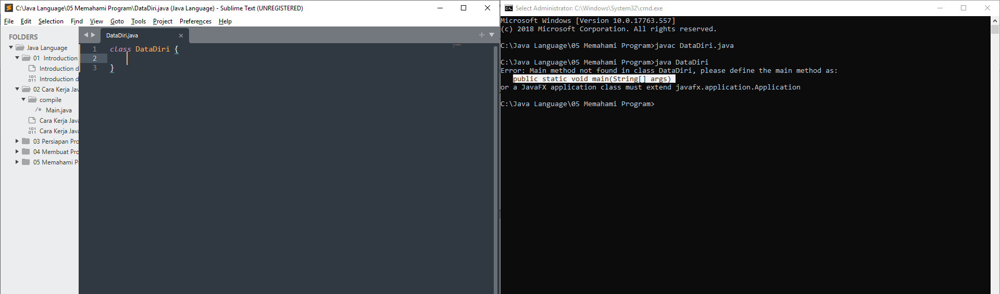 C:\Java Language\05 Memahami Program\DataDiri.java (Java Language) - Sublime Text (UNREGISTERED)
File Edit Selection Find View Goto Tools Project Preferences Help
FOLDERS
Java Language
01  Introduction
Introduction d
Introduction d
02 Cara Kerja Jav
compile
/* Main.java
Cara Kerja Java
Cara Kerja Java
03 Persiapan Pro
04 Membuat Pro
05 Memahami P
DataDiri.java
1 class DataDiri {
2
3 }
Select Administrator: C:\Windows\System32\cmd.exe
Microsoft Windows [Version 10.0.17763.557]
(c) 2018 Microsoft Corporation. All rights reserved.
C:\Java Language\05 Memahami Program>javac DataDiri.java
C:\Java Language\05 Memahami Program>java DataDiri
Error: Main method not found in class DataDiri, please define the main method as:
public static void main(String[] args)
or a JavaFX application class must extend javafx.application.Application
C:\Java Language\05 Memahami Program>